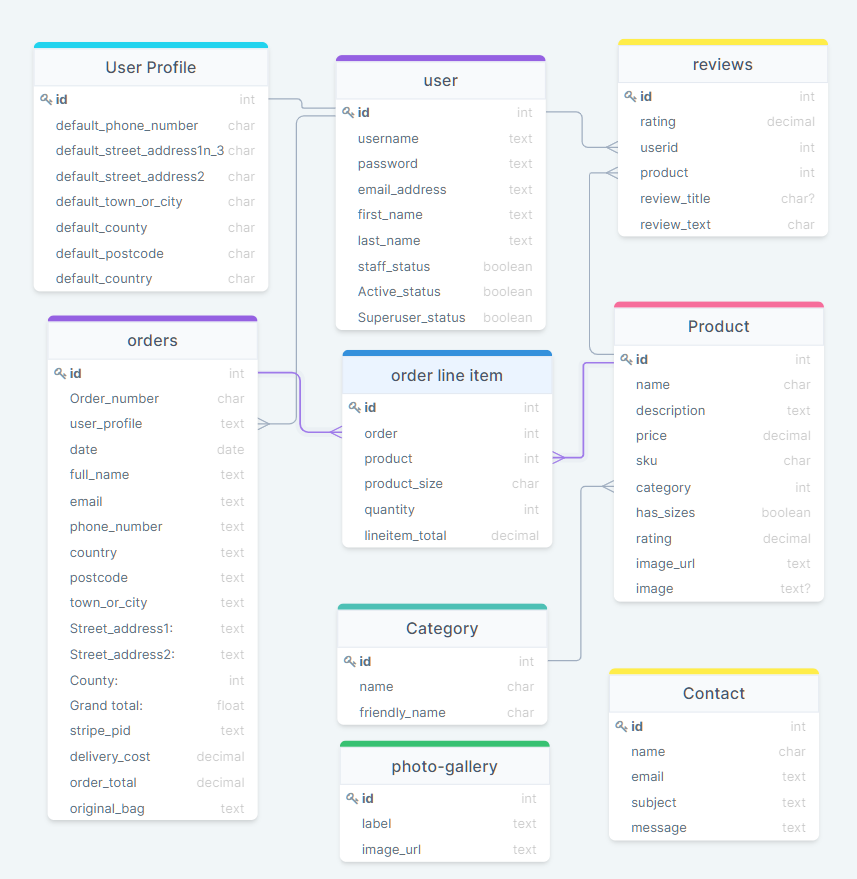 User Profile
id int
default_phone_number char
default_street_address1n_3 char
default_street_address2 char
default_town_or_city char
default_county char
default_postcode char
default_country char
user
id int
username text
password text
email_address text
first_name text
last_name text
staff_status boolean
Active_status boolean
Superuser_status boolean
reviews
id int
rating decimal
userid int
product int
review_title char?
review_text char
orders
id int
Order_number char
user_profile text
date date
full_name text
email text
phone_number text
country text
postcode text
town_or_city text
Street_address1: text
Street_address2: text
County: int
Grand total: float
stripe_pid text
delivery_cost decimal
order_total decimal
original_bag text
order line item
id int
order int
product int
product_size char
quantity int
lineitem_total decimal
Product
id int
name char
description text
price decimal
sku char
category int
has_sizes boolean
rating decimal
image_url text
image text?
Category
id int
name char
friendly_name char
photo-gallery
id int
label text
image_url text
Contact
id int
name char
email text
subject text
message text